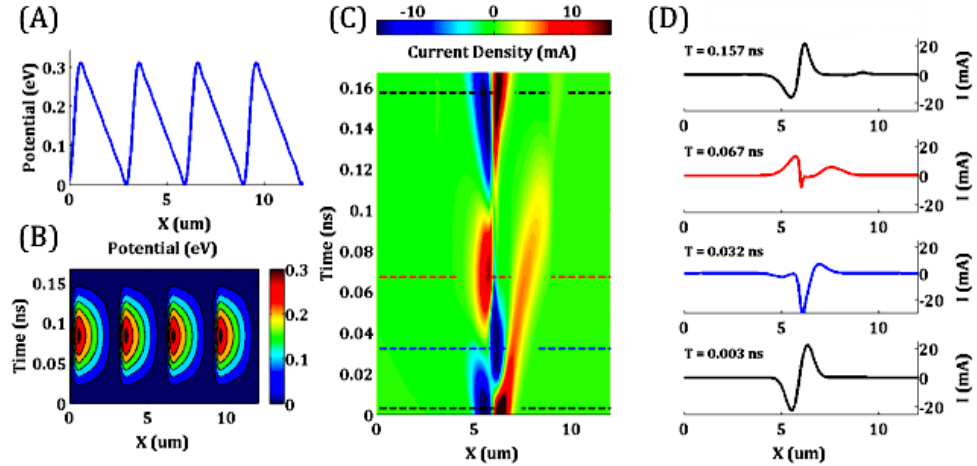 (A)
Potential (eV)
0.3
0.2
0.1
0
0 5 10
X (um)
(B)
Potential (eV)
Time (ns)
0.15
0.1
0.05
0
0 5 10
X (um)
0.3
0.2
0.1
0
(C)
-10 0 10
Current Density (mA)
Time (ns)
0.16
0.14
0.12
0.1
0.08
0.06
0.04
0.02
0
0 5 10
X (um)
(D)
T = 0.157 ns
20
0
-20
I (mA)
0 5 10
T = 0.067 ns
20
0
-20
I (mA)
T = 0.032 ns
20
0
-20
I (mA)
T = 0.003 ns
20
0
-20
I (mA)
0 5 10
X (um)